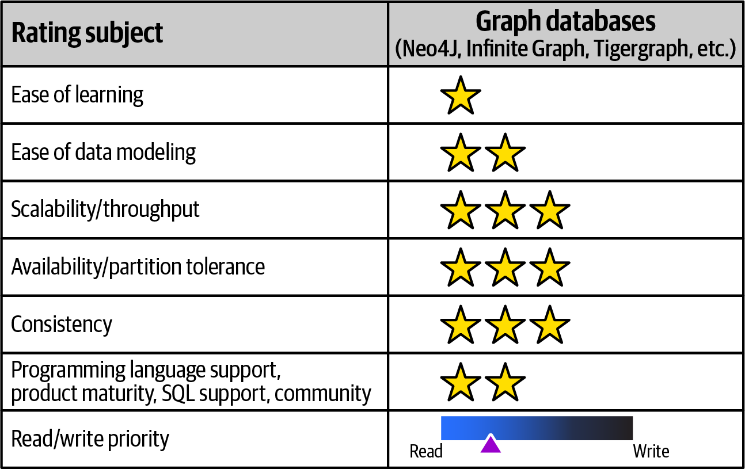 Rating subject
Graph databases
(Neo4J, Infinite Graph, Tigergraph, etc.)
Ease of learning
Ease of data modeling
Scalability/throughput
Availability/partition tolerance
Consistency
Programming language support,
product maturity, SQL support, community
Read/write priority
Read
Write